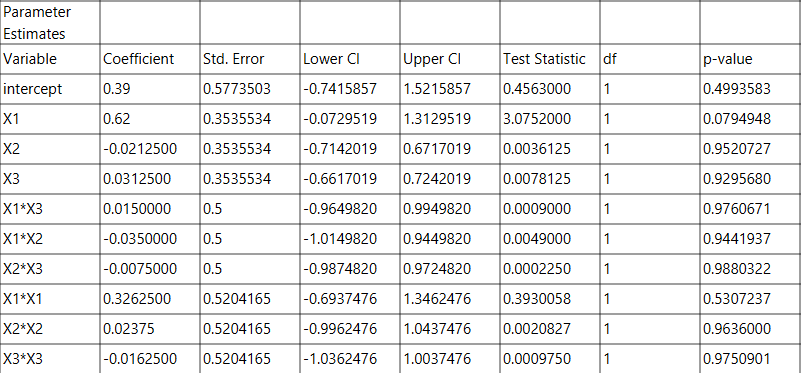 Parameter
Estimates
Variable Coefficient Std. Error Lower CI Upper CI Test Statistic df p-value
intercept 0.39 0.5773503 -0.7415857 1.5215857 0.4563000 1 0.4993583
X1 0.62 0.3535534 -0.0729519 1.3129519 3.0752000 1 0.0794948
X2 -0.0212500 0.3535534 -0.7142019 0.6717019 0.0036125 1 0.9520727
X3 0.0312500 0.3535534 -0.6617019 0.7242019 0.0078125 1 0.9295680
X1*X3 0.0150000 0.5 -0.9649820 0.9949820 0.0009000 1 0.9760671
X1*X2 -0.0350000 0.5 -1.0149820 0.9449820 0.0049000 1 0.9441937
X2*X3 -0.0075000 0.5 -0.9874820 0.9724820 0.0002250 1 0.9880322
X1*X1 0.3262500 0.5204165 -0.6937476 1.3462476 0.3930058 1 0.5307237
X2*X2 0.02375 0.5204165 -0.9962476 1.0437476 0.0020827 1 0.9636000
X3*X3 -0.0162500 0.5204165 -1.0362476 1.0037476 0.0009750 1 0.9750901